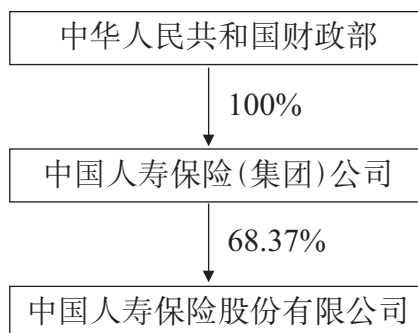 中华人民共和国财政部
100%
中国人寿保险(集团)公司
68.37%
中国人寿保险股份有限公司